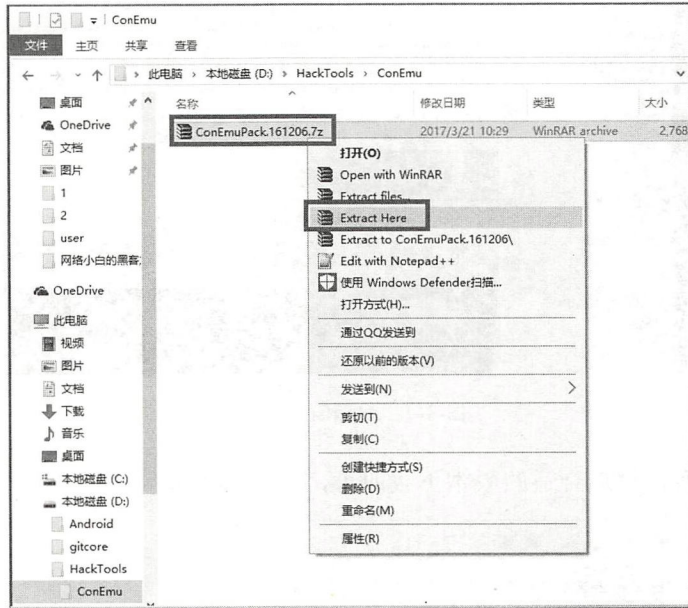 ConEmu
文件 主页 共享 查看
此电脑 > 本地磁盘 (D:) > HackTools > ConEmu
名称 修改日期 类型 大小
ConEmuPack.161206.7z 2017/3/21 10:29 WinRAR archive 2,768
桌面
OneDrive
文档
图片
1
2
user
网络小白的黑客
OneDrive
此电脑
视频
图片
文档
下载
音乐
桌面
本地磁盘 (C:)
本地磁盘 (D:)
Android
gitcore
HackTools
ConEmu
打开(O)
Open with WinRAR
Extract files...
Extract Here
Extract to ConEmuPack.161206\
Edit with Notepad++
使用 Windows Defender扫描...
打开方式(H)...
通过QQ发送到
还原以前的版本(V)
发送到(N)
剪切(T)
复制(C)
创建快捷方式(S)
删除(D)
重命名(M)
属性(R)